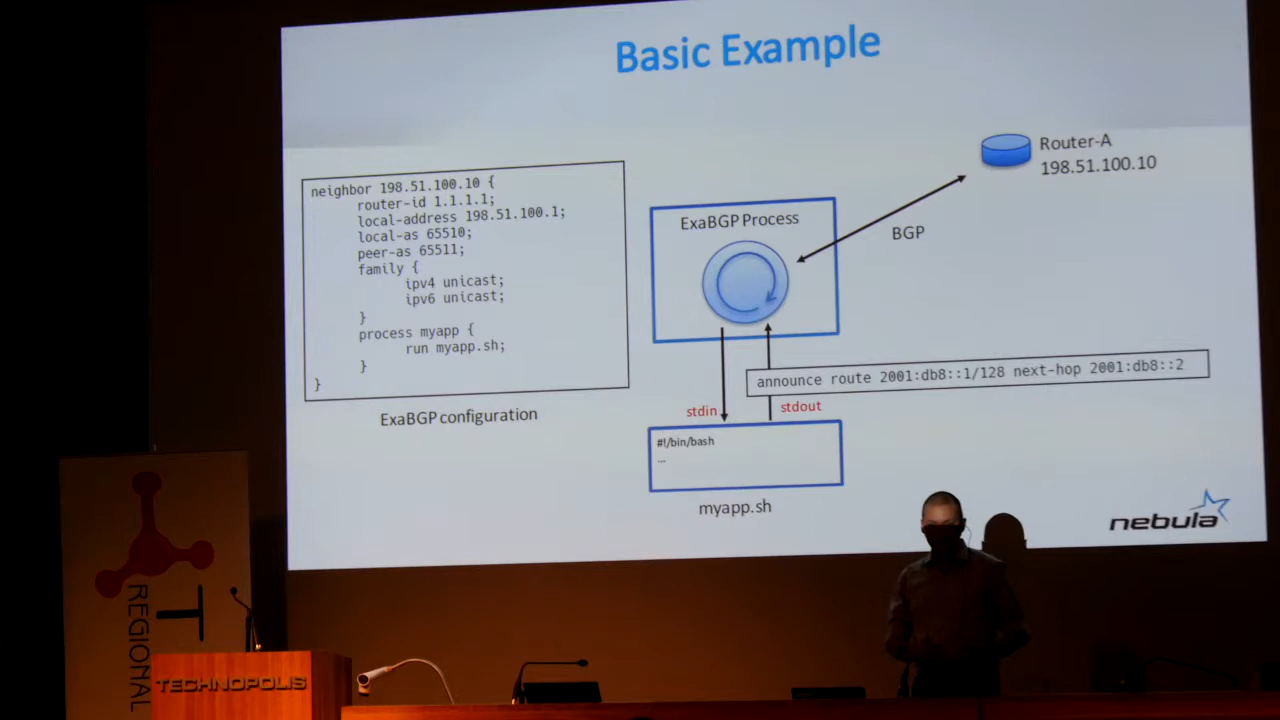 Basic Example
neighbor 198.51.100.10 {
router-id 1.1.1.1;
local-address 198.51.100.1;
local-as 65510;
peer-as 65511;
family {
ipv4 unicast;
ipv6 unicast;
}
process myapp {
run myapp.sh;
}
}
ExaBGP configuration
ExaBGP Process
BGP
Router-A
198.51.100.10
announce route 2001:db8::1/128 next-hop 2001:db8::2
stdin
stdout
#!/bin/bash
...
myapp.sh
nebula
T
REGIONAL
TECHNOPOLIS